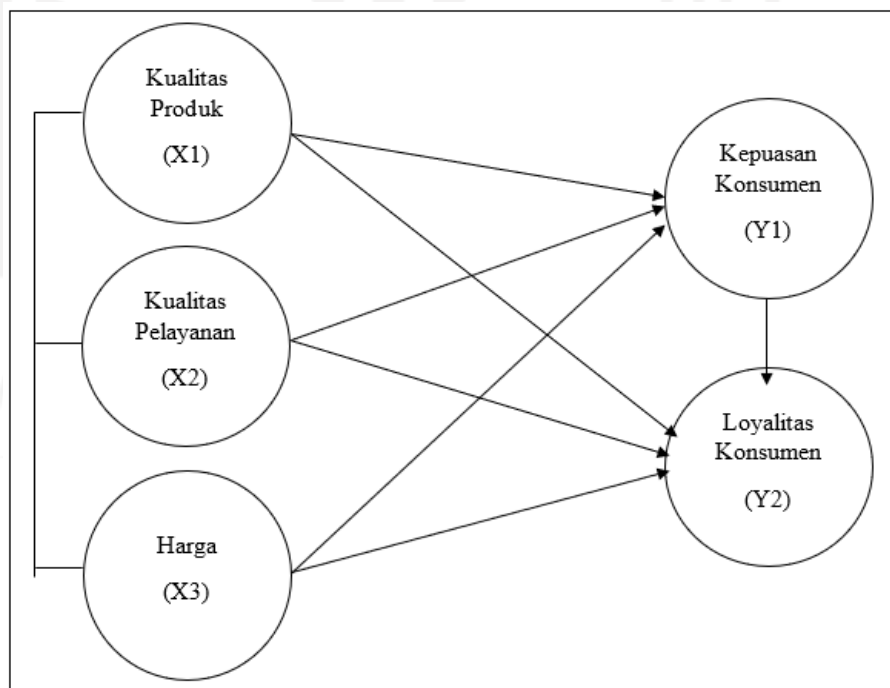 Kualitas
Produk
(X1)
Kualitas
Pelayanan
(X2)
Harga
(X3)
Kepuasan
Konsumen
(Y1)
Loyalitas
Konsumen
(Y2)